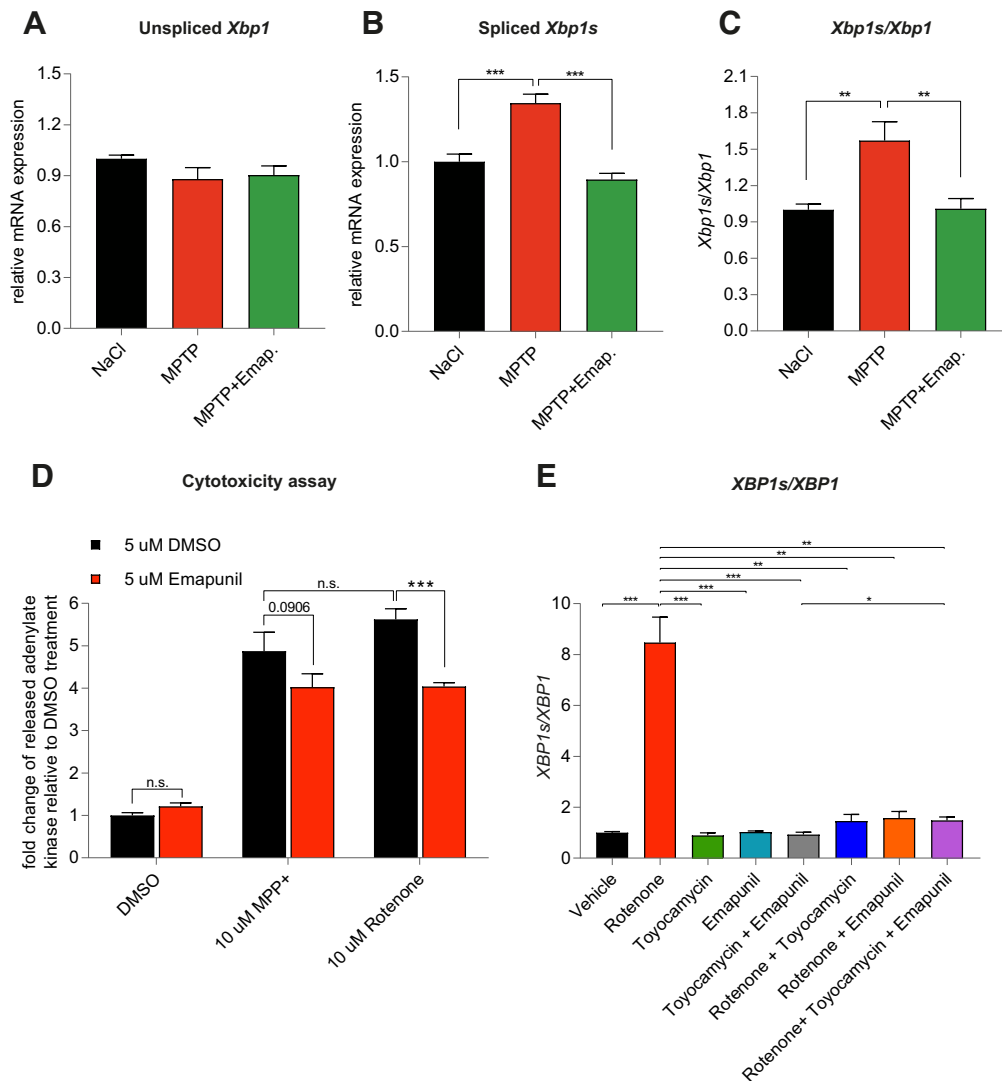 A
Unspliced Xbp1
relative mRNA expression
1.5
1.2
0.9
0.6
0.3
0.0
NaCl
MPTP
MPTP+Emap.
B
Spliced Xbp1s
relative mRNA expression
1.5
1.0
0.5
0.0
***
***
NaCl
MPTP
MPTP+Emap.
C
Xbp1s/Xbp1
Xbp1s/Xbp1
2.1
1.8
1.5
1.2
0.9
0.6
0.3
0.0
**
**
NaCl
MPTP
MPTP+Emap.
D
Cytotoxicity assay
5 uM DMSO
5 uM Emapunil
fold change of released adenylate
kinase relative to DMSO treatment
6
5
4
3
2
1
0
n.s.
0.0906
n.s.
***
DMSO
10 uM MPP+
10 uM Rotenone
E
XBP1s/XBP1
XBP1s/XBP1
10
8
6
4
2
0
**
**
**
***
***
***
***
*
Vehicle
Rotenone
Toyocamycin
Emapunil
Toyocamycin + Emapunil
Rotenone + Toyocamycin
Rotenone + Emapunil
Rotenone+ Toyocamycin + Emapunil